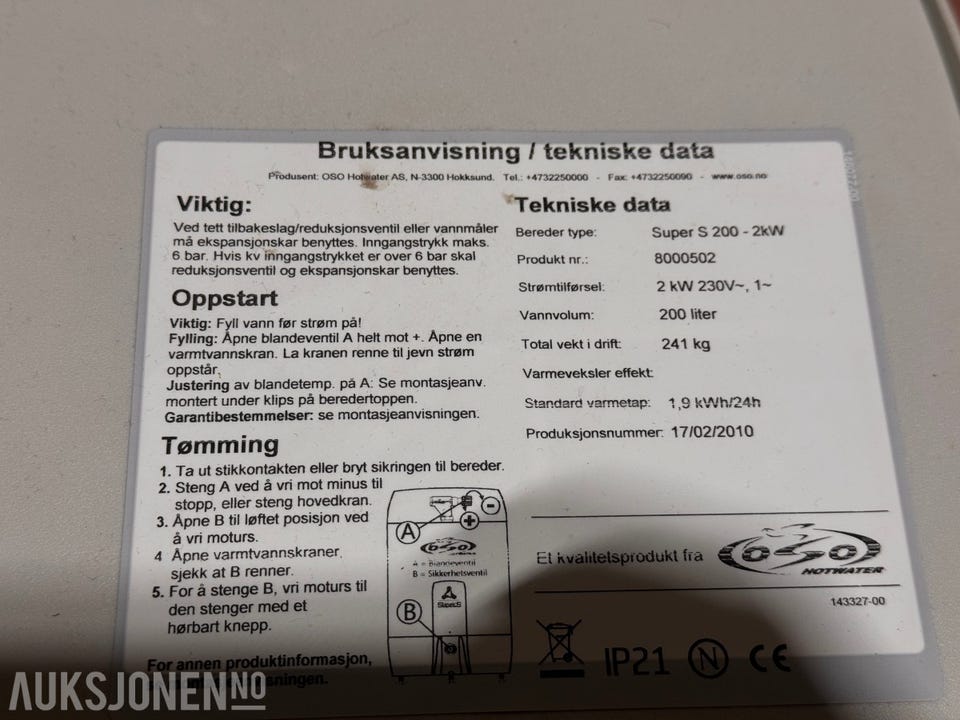 Bruksanvisning / tekniske data
Produsent: OSO Hotwater AS, N-3300 Hokksund. Tel.: +4732250000 - Fax: +4732250090 - www.oso.no
Viktig:
Ved tett tilbakeslag/reduksjonsventil eller vannmåler
må ekspansjonskar benyttes. Inngangstrykk maks.
6 bar. Hvis kv inngangstrykket er over 6 bar skal
reduksjonsventil og ekspansjonskar benyttes.
Oppstart
Viktig: Fyll vann før strøm på!
Fylling: Åpne blandeventil A helt mot +. Åpne en
varmtvannskran. La kranen renne til jevn strøm
oppstår.
Justering av blandetemp. på A: Se montasjeanv.
montert under klips på beredertoppen.
Garantibestemmelser: se montasjeanvisningen.
Tømming
1. Ta ut stikkontakten eller bryt sikringen til bereder.
2. Steng A ved å vri mot minus til
stopp, eller steng hovedkran.
3. Åpne B til løftet posisjon ved
å vri moturs.
4 Åpne varmtvannskraner,
sjekk at B renner.
5. For å stenge B, vri moturs til
den stenger med et
hørbart knepp.
For annen produktinformasjon,
A
+
-
OSO
A = Blandeventil
B = Sikkerhetsventil
SuperS
B
Tekniske data
Bereder type: Super S 200 - 2kW
Produkt nr.: 8000502
Strømtilførsel: 2 kW 230V~, 1~
Vannvolum: 200 liter
Total vekt i drift: 241 kg
Varmeveksler effekt:
Standard varmetap: 1,9 kWh/24h
Produksjonsnummer: 17/02/2010
Et kvalitetsprodukt fra OSO
HOTWATER
143327-00
IP21 N CE
AUKSJONEN NO